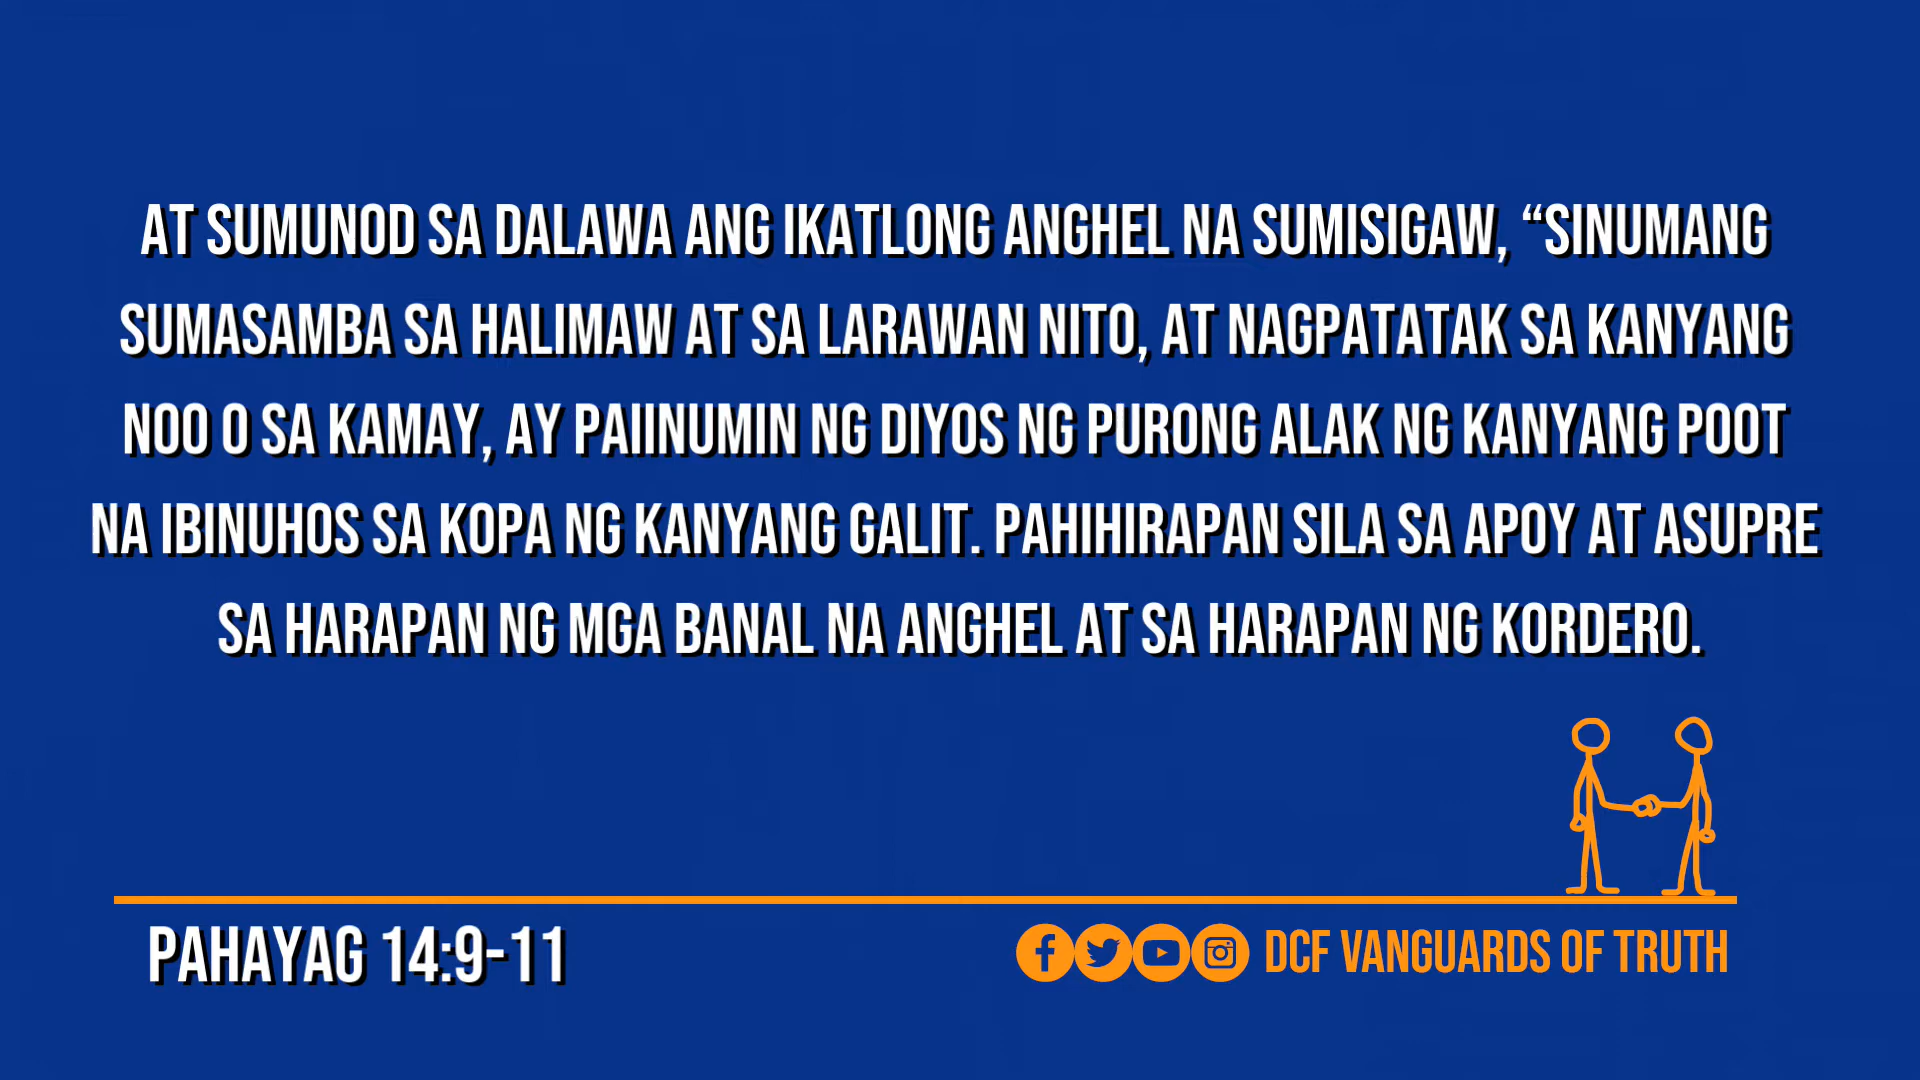 AT SUMUNOD SA DALAWA ANG IKATLONG ANGHEL NA SUMISIGAW, “SINUMANG
SUMASAMBA SA HALIMAW AT SA LARAWAN NITO, AT NAGPATATAK SA KANYANG
NOO O SA KAMAY, AY PAIINUMIN NG DIYOS NG PURONG ALAK NG KANYANG POOT
NA IBINUHOS SA KOPA NG KANYANG GALIT. PAHIHIRAPAN SILA SA APOY AT ASUPRE
SA HARAPAN NG MGA BANAL NA ANGHEL AT SA HARAPAN NG KORDERO.
PAHAYAG 14:9-11
DCF VANGUARDS OF TRUTH